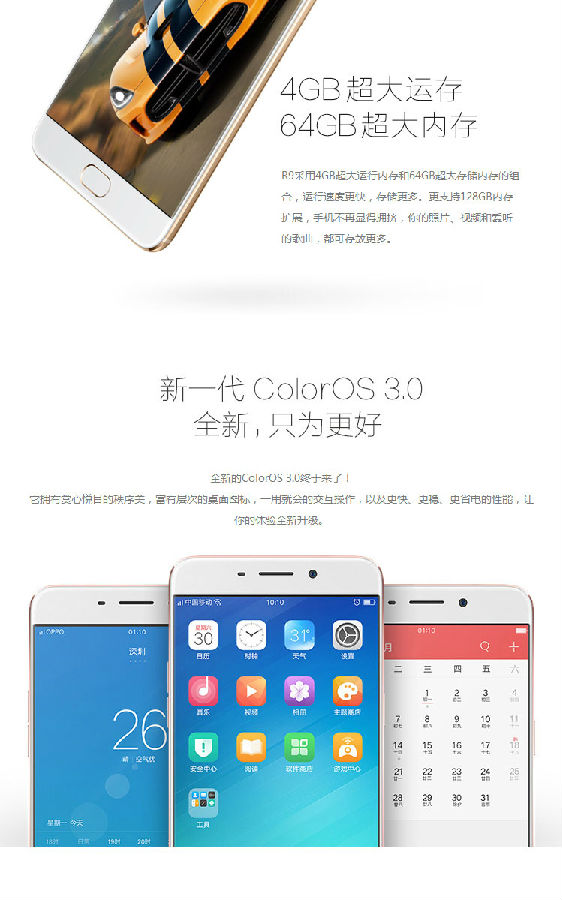 4GB 超大运存
64GB 超大内存
R9采用4GB超大运行内存和64GB超大存储内存的组
合，运行速度更快，存储更多。更支持128GB内存
扩展，手机不再显得拥挤，你的照片、视频和爱听
的歌曲，都可存放更多。
新一代 ColorOS 3.0
全新，只为更好
全新的ColorOS 3.0终于来了！
它拥有赏心悦目的秩序美，富有层次的桌面图标，一用就会的交互操作，以及更快、更稳、更省电的性能，让
你的体验全新升级。
OPPO 01:10
深圳
26
晴 空气优
星期一 今天
18时 日落 19时 20时
中国移动 10:10
星期六
30
31°
日历 时钟 天气 设置
音乐 视频 相册 主题商店
安全中心 阅读 软件商店 游戏中心
工具
01:10
月
二 三 四 五 六
1 2 3 4
7 8 9 10 11
14 15 16 17 18
21 22 23 24 25
28 29 30 31